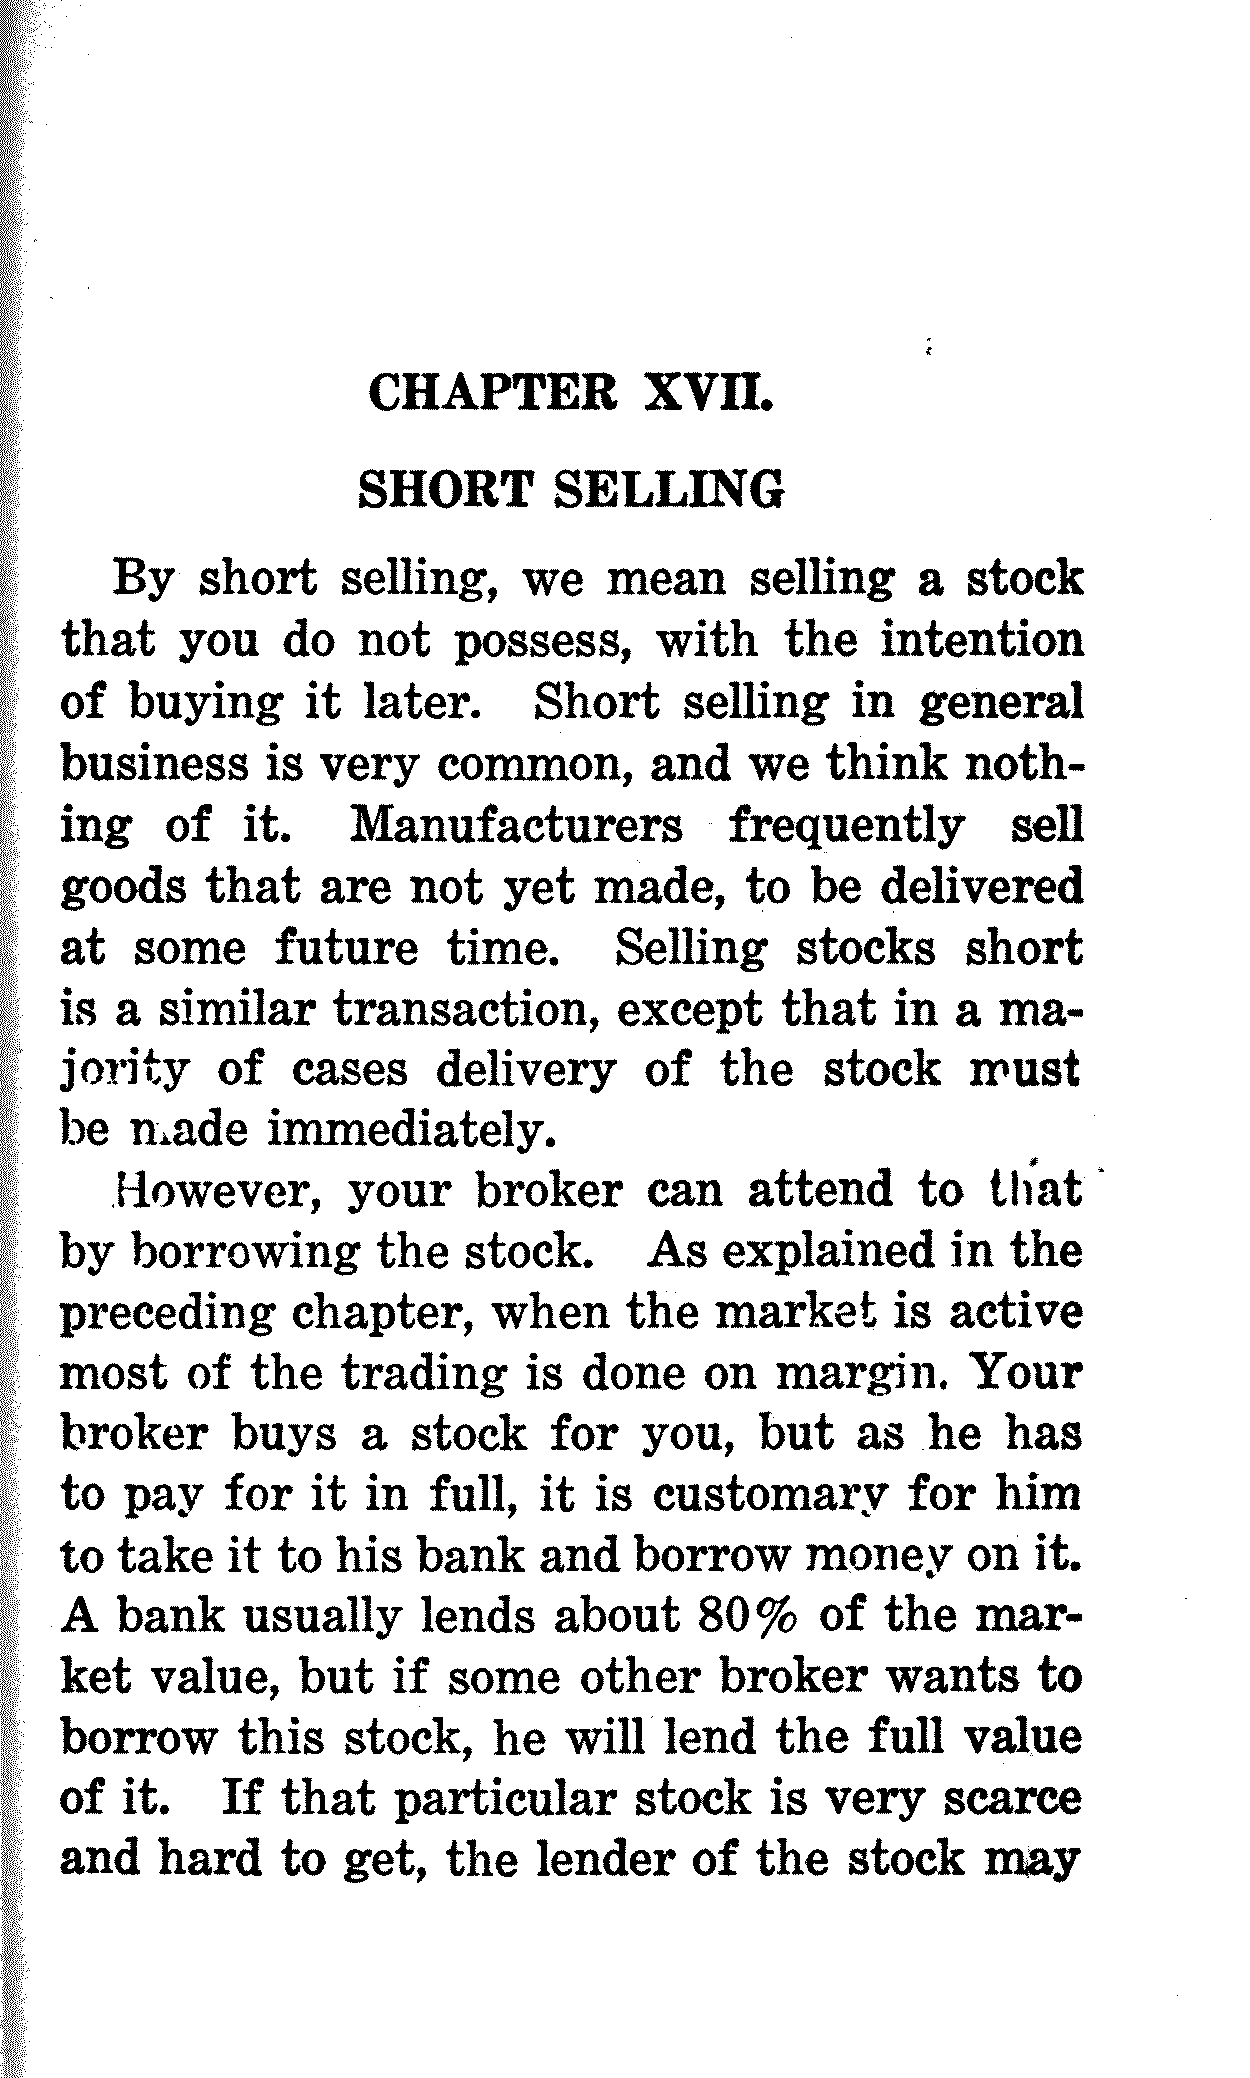 CHAPTER XVII.
SHORT SELLING
By short selling, we mean selling a stock
that you do not possess, with the intention
of buying it later. Short selling in general
business is very common, and we think noth-
ing of it. Manufacturers frequently sell
goods that are not yet made, to be delivered
at some future time. Selling stocks short
is a similar transaction, except that in a ma-
jority of cases delivery of the stock must
be made immediately.
However, your broker can attend to that
by borrowing the stock. As explained in the
preceding chapter, when the market is active
most of the trading is done on margin. Your
broker buys a stock for you, but as he has
to pay for it in full, it is customary for him
to take it to his bank and borrow money on it.
A bank usually lends about 80% of the mar-
ket value, but if some other broker wants to
borrow this stock, he will lend the full value
of it. If that particular stock is very scarce
and hard to get, the lender of the stock may